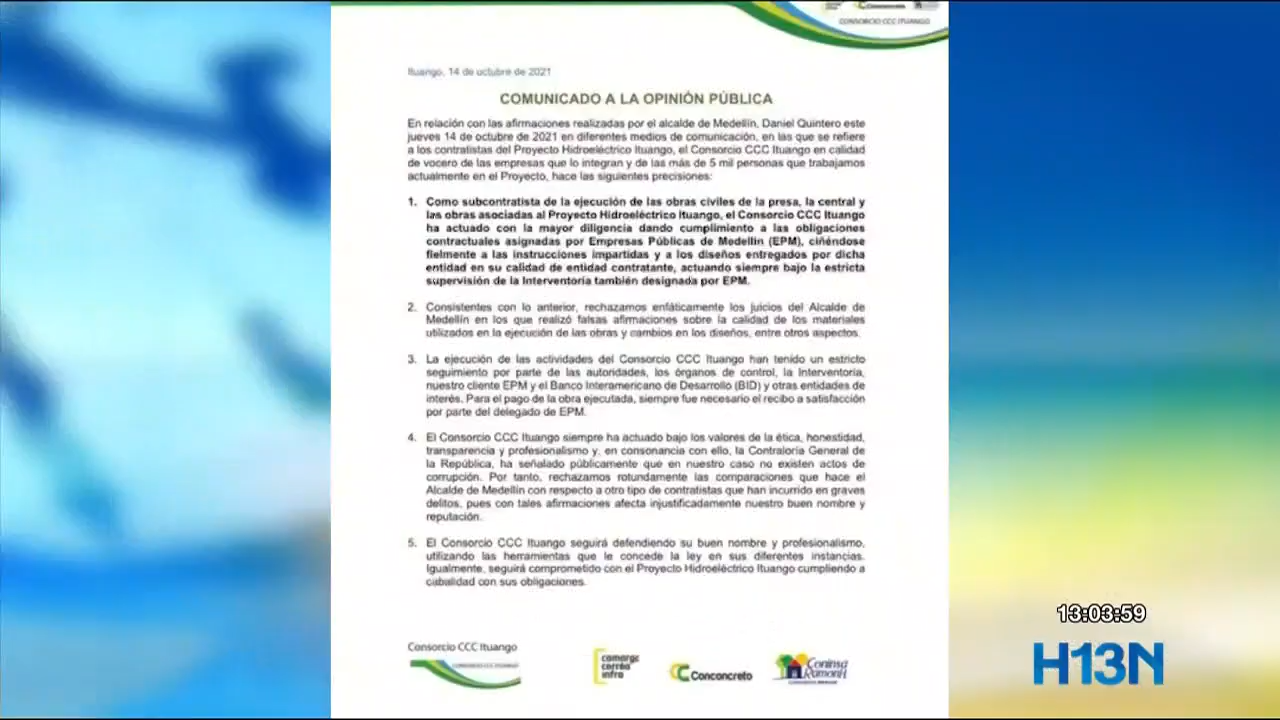 Conconcreto
CONSORCIO CCC ITUANGO
Ituango, 14 de octubre de 2021
COMUNICADO A LA OPINIÓN PÚBLICA
En relación con las afirmaciones realizadas por el alcalde de Medellín, Daniel Quintero este
jueves 14 de octubre de 2021 en diferentes medios de comunicación, en las que se refiere
a los contratistas del Proyecto Hidroeléctrico Ituango, el Consorcio CCC Ituango en calidad
de vocero de las empresas que lo integran y de las más de 5 mil personas que trabajamos
actualmente en el Proyecto, hace las siguientes precisiones:
1. Como subcontratista de la ejecución de las obras civiles de la presa, la central y
las obras asociadas al Proyecto Hidroeléctrico Ituango, el Consorcio CCC Ituango
ha actuado con la mayor diligencia dando cumplimiento a las obligaciones
contractuales asignadas por Empresas Públicas de Medellín (EPM), ciñéndose
fielmente a las instrucciones impartidas y a los diseños entregados por dicha
entidad en su calidad de entidad contratante, actuando siempre bajo la estricta
supervisión de la Interventoría también designada por EPM.
2. Consistentes con lo anterior, rechazamos enfáticamente los juicios del Alcalde de
Medellín en los que realizó falsas afirmaciones sobre la calidad de los materiales
utilizados en la ejecución de las obras y cambios en los diseños, entre otros aspectos.
3. La ejecución de las actividades del Consorcio CCC Ituango han tenido un estricto
seguimiento por parte de las autoridades, los órganos de control, la Interventoría,
nuestro cliente EPM y el Banco Interamericano de Desarrollo (BID) y otras entidades de
interés. Para el pago de la obra ejecutada, siempre fue necesario el recibo a satisfacción
por parte del delegado de EPM.
4. El Consorcio CCC Ituango siempre ha actuado bajo los valores de la ética, honestidad,
transparencia y profesionalismo y, en consonancia con ello, la Contraloría General de
la República, ha señalado públicamente que en nuestro caso no existen actos de
corrupción. Por tanto, rechazamos rotundamente las comparaciones que hace el
Alcalde de Medellín con respecto a otro tipo de contratistas que han incurrido en graves
delitos, pues con tales afirmaciones afecta injustificadamente nuestro buen nombre y
reputación.
5. El Consorcio CCC Ituango seguirá defendiendo su buen nombre y profesionalismo,
utilizando las herramientas que le concede la ley en sus diferentes instancias.
Igualmente, seguirá comprometido con el Proyecto Hidroeléctrico Ituango cumpliendo a
cabalidad con sus obligaciones.
13:03:59
H13N
Consorcio CCC Ituango
CONSORCIO CCC ITUANGO
camargo
corrêa
infra
Conconcreto
Coninsa
RamonH